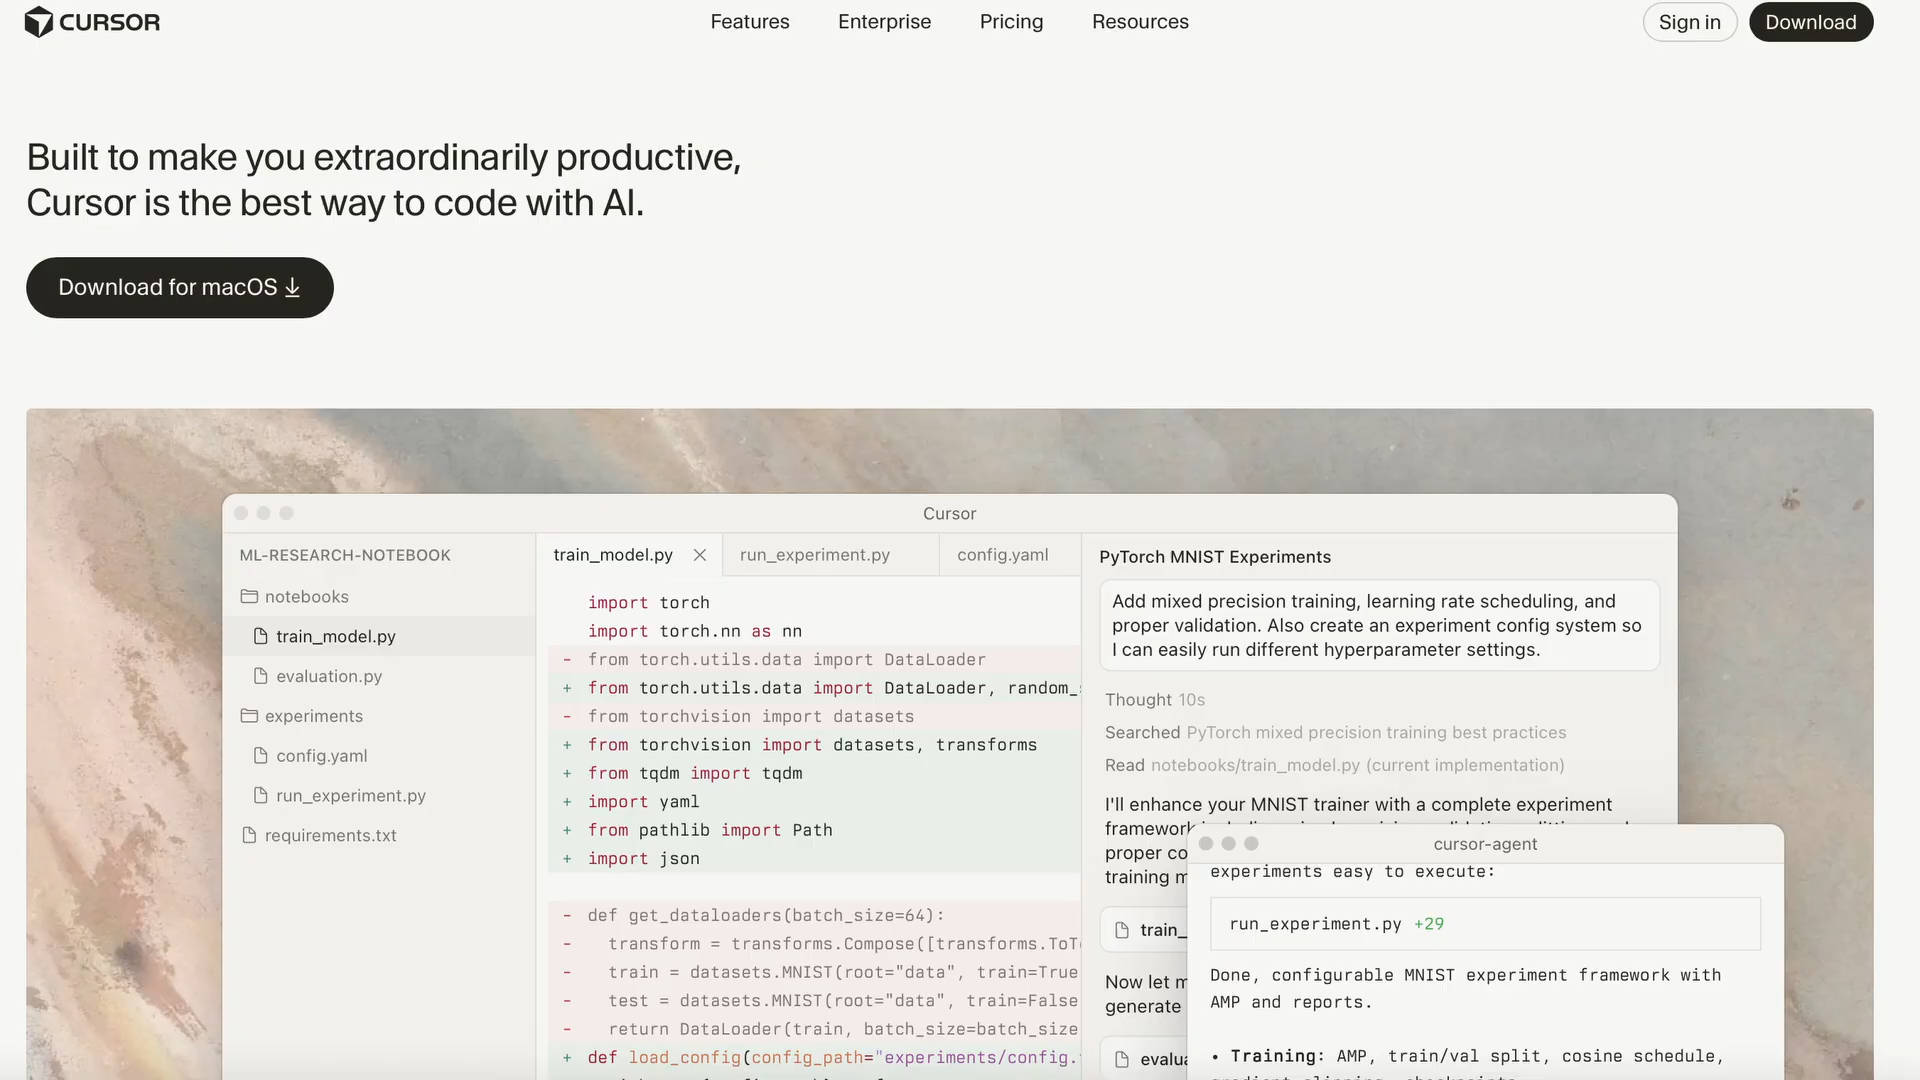 CURSOR
Features
Enterprise
Pricing
Resources
Sign in
Download
Built to make you extraordinarily productive,
Cursor is the best way to code with AI.
Download for macOS
Cursor
ML-RESEARCH-NOTEBOOK
notebooks
train_model.py
evaluation.py
experiments
config.yaml
run_experiment.py
requirements.txt
train_model.py
run_experiment.py
config.yaml
import torch
import torch.nn as nn
- from torch.utils.data import DataLoader
+ from torch.utils.data import DataLoader, random_
- from torchvision import datasets
+ from torchvision import datasets, transforms
+ from tqdm import tqdm
+ import yaml
+ from pathlib import Path
+ import json
- def get_dataloaders(batch_size=64):
- transform = transforms.Compose([transforms.ToT
- train = datasets.MNIST(root="data", train=True
- test = datasets.MNIST(root="data", train=False
- return DataLoader(train, batch_size=batch_size
+ def load_config(config_path="experiments/config.
PyTorch MNIST Experiments
Add mixed precision training, learning rate scheduling, and
proper validation. Also create an experiment config system so
I can easily run different hyperparameter settings.
Thought 10s
Searched PyTorch mixed precision training best practices
Read notebooks/train_model.py (current implementation)
I'll enhance your MNIST trainer with a complete experiment
framework
proper co
training m
train_
Now let m
generate
evalua
cursor-agent
experiments easy to execute:
run_experiment.py +29
Done, configurable MNIST experiment framework with
AMP and reports.
• Training: AMP, train/val split, cosine schedule,